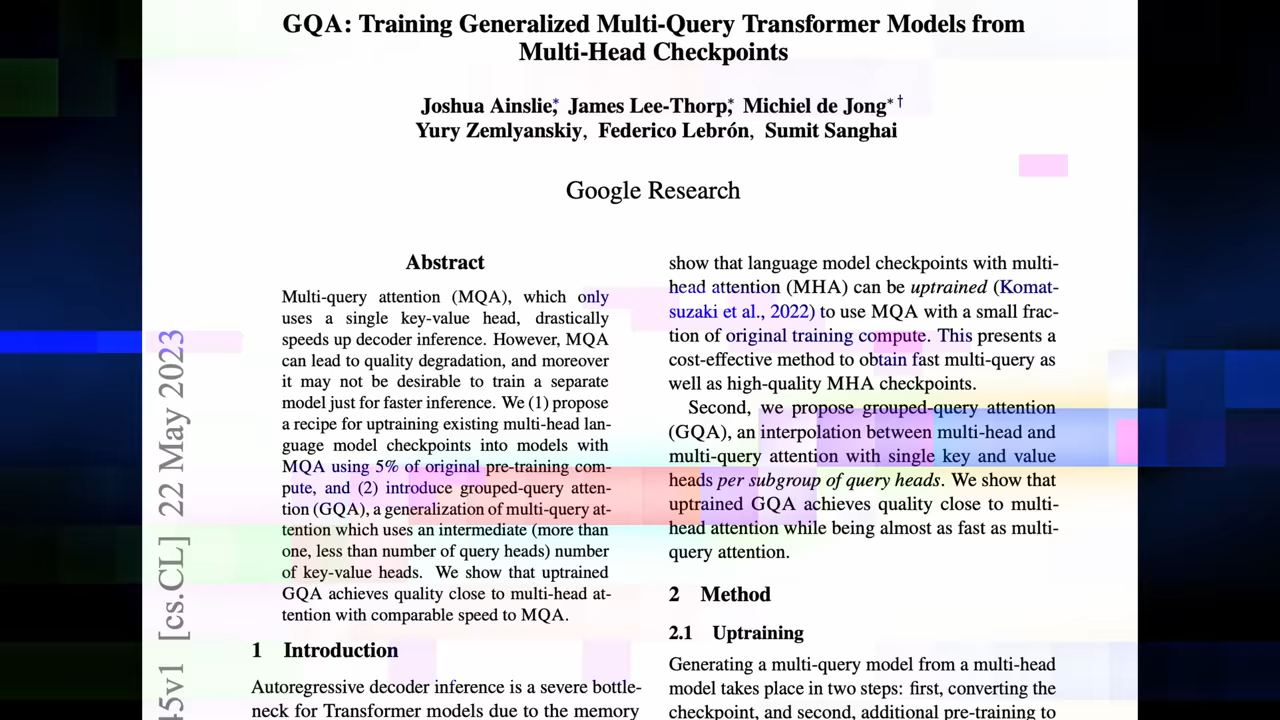 GQA: Training Generalized Multi-Query Transformer Models from
Multi-Head Checkpoints
Joshua Ainslie*, James Lee-Thorp*, Michiel de Jong*†
Yury Zemlyanskiy, Federico Lebrón, Sumit Sanghai
Google Research
45v1 [cs.CL] 22 May 2023
Abstract
Multi-query attention (MQA), which only
uses a single key-value head, drastically
speeds up decoder inference. However, MQA
can lead to quality degradation, and moreover
it may not be desirable to train a separate
model just for faster inference. We (1) propose
a recipe for uptraining existing multi-head lan-
guage model checkpoints into models with
MQA using 5% of original pre-training com-
pute, and (2) introduce grouped-query atten-
tion (GQA), a generalization of multi-query at-
tention which uses an intermediate (more than
one, less than number of query heads) number
of key-value heads. We show that uptrained
GQA achieves quality close to multi-head at-
tention with comparable speed to MQA.
1 Introduction
Autoregressive decoder inference is a severe bottle-
neck for Transformer models due to the memory
show that language model checkpoints with multi-
head attention (MHA) can be uptrained (Komat-
suzaki et al., 2022) to use MQA with a small frac-
tion of original training compute. This presents a
cost-effective method to obtain fast multi-query as
well as high-quality MHA checkpoints.
Second, we propose grouped-query attention
(GQA), an interpolation between multi-head and
multi-query attention with single key and value
heads per subgroup of query heads. We show that
uptrained GQA achieves quality close to multi-
head attention while being almost as fast as multi-
query attention.
2 Method
2.1 Uptraining
Generating a multi-query model from a multi-head
model takes place in two steps: first, converting the
checkpoint, and second, additional pre-training to